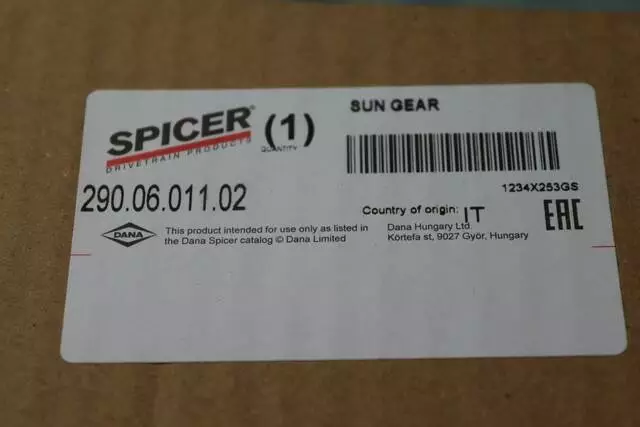 SPICER®
DRIVETRAIN PRODUCTS
(1)
QUANTITY
SUN GEAR
1234X253GS
290.06.011.02
Country of origin: IT
EAC
DANA
This product intended for use only as listed in
the Dana Spicer catalog © Dana Limited
Dana Hungary Ltd.
Körtefa st, 9027 Györ, Hungary